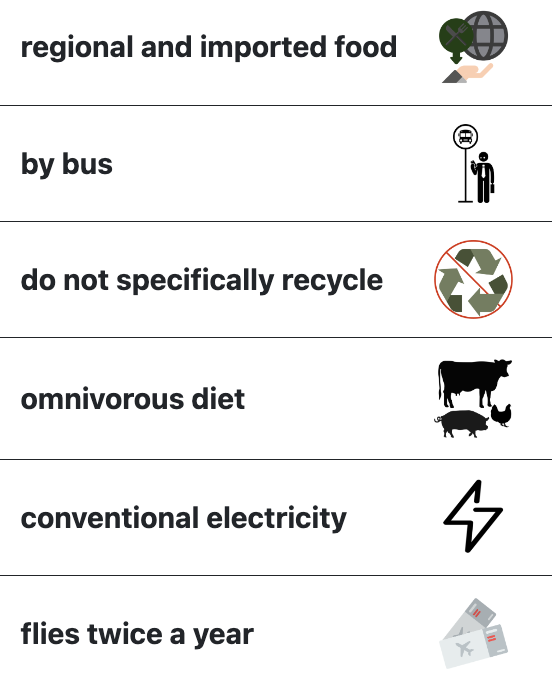 regional and imported food
by bus
do not specifically recycle
omnivorous diet
conventional electricity
flies twice a year